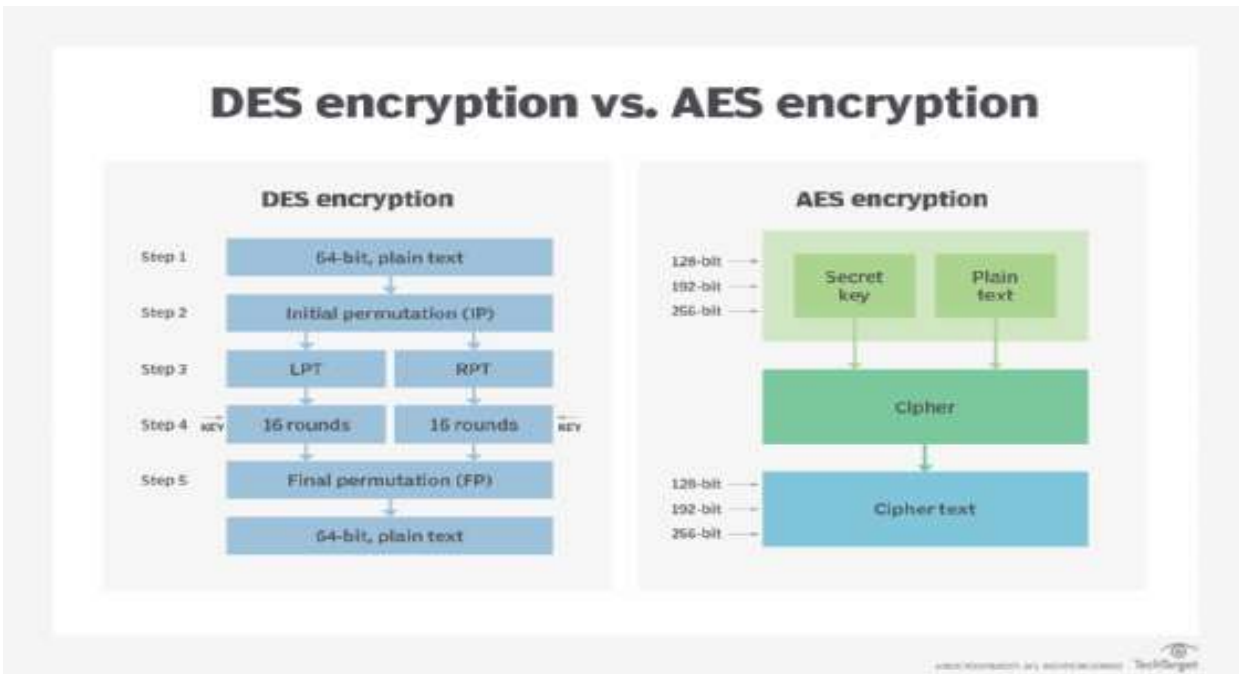 DES encryption vs. AES encryption
DES encryption
Step 1
64-bit, plain text
Step 2
Initial permutation (IP)
Step 3
LPT
RPT
Step 4
KEY
16 rounds
16 rounds
KEY
Step 5
Final permutation (FP)
64-bit, plain text
AES encryption
128-bit
192-bit
256-bit
Secret
key
Plain
text
Cipher
128-bit
192-bit
256-bit
Cipher text
TechTarget